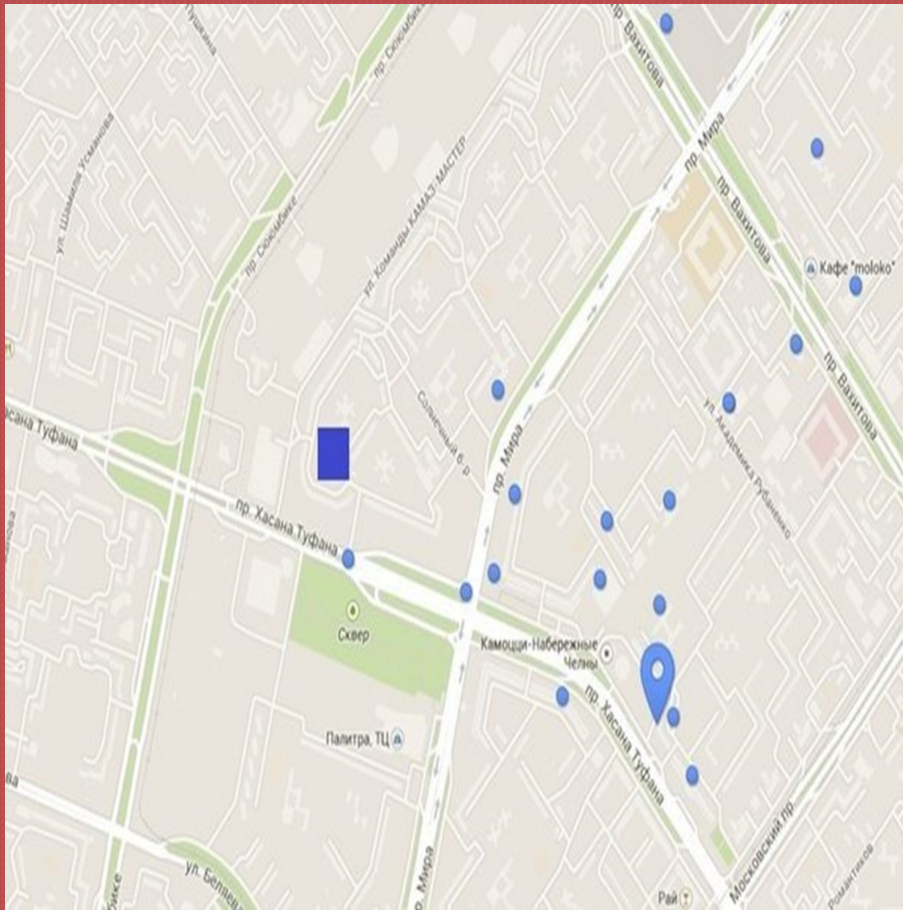 Пушкина
пр. Сююмбике
пр. Вахитова
пр. Мира
ул. Шамиля Усманова
ул. Команды КАМАЗ-МАСТЕР
пр. Вахитова
пр. Сююмбике
Кафе "moloko"
пр. Вахитова
Солнечный б-р
ул. Академика Рубаненко
Хасана Туфана
пр. Мира
пр. Хасана Туфана
Сквер
Камоцци-Набережные
Челны
пр. Хасана Туфана
Палитра, ТЦ
Московский пр.
ул. Беляева
пр. Мира
Рай
Романтиков